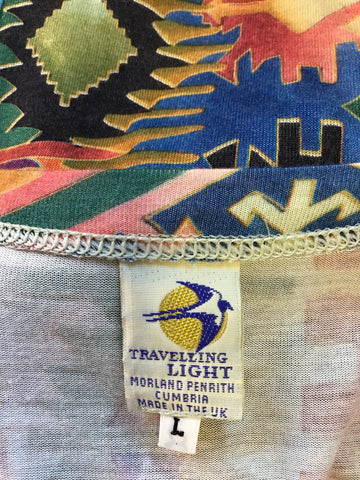 TRAVELLING
LIGHT
MORLAND PENRITH
CUMBRIA
MADE IN THE UK
L